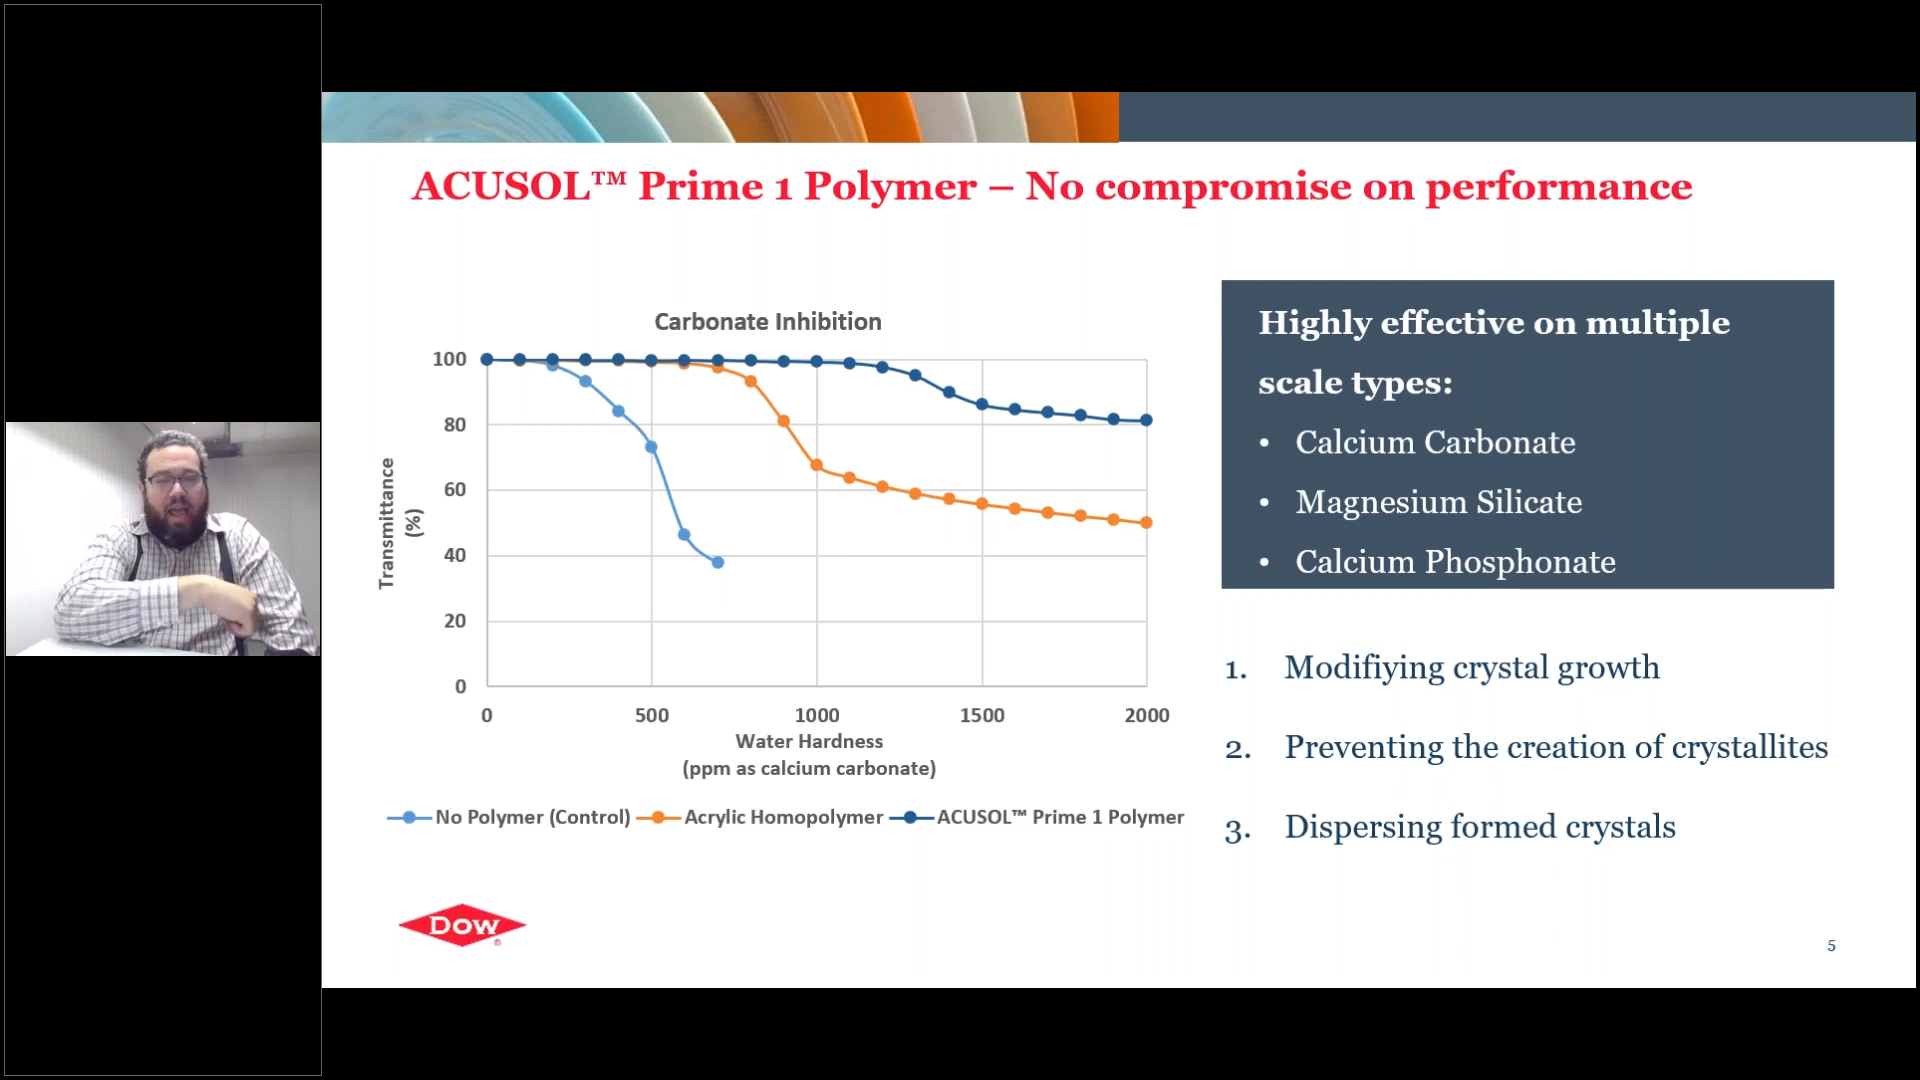 ACUSOL™ Prime 1 Polymer – No compromise on performance
Carbonate Inhibition
100
80
60
40
20
0
Transmittance
(%)
0 500 1000 1500 2000
Water Hardness
(ppm as calcium carbonate)
No Polymer (Control) Acrylic Homopolymer ACUSOL™ Prime 1 Polymer
Highly effective on multiple
scale types:
• Calcium Carbonate
• Magnesium Silicate
• Calcium Phosphonate
1. Modifiying crystal growth
2. Preventing the creation of crystallites
3. Dispersing formed crystals
DOW®
5